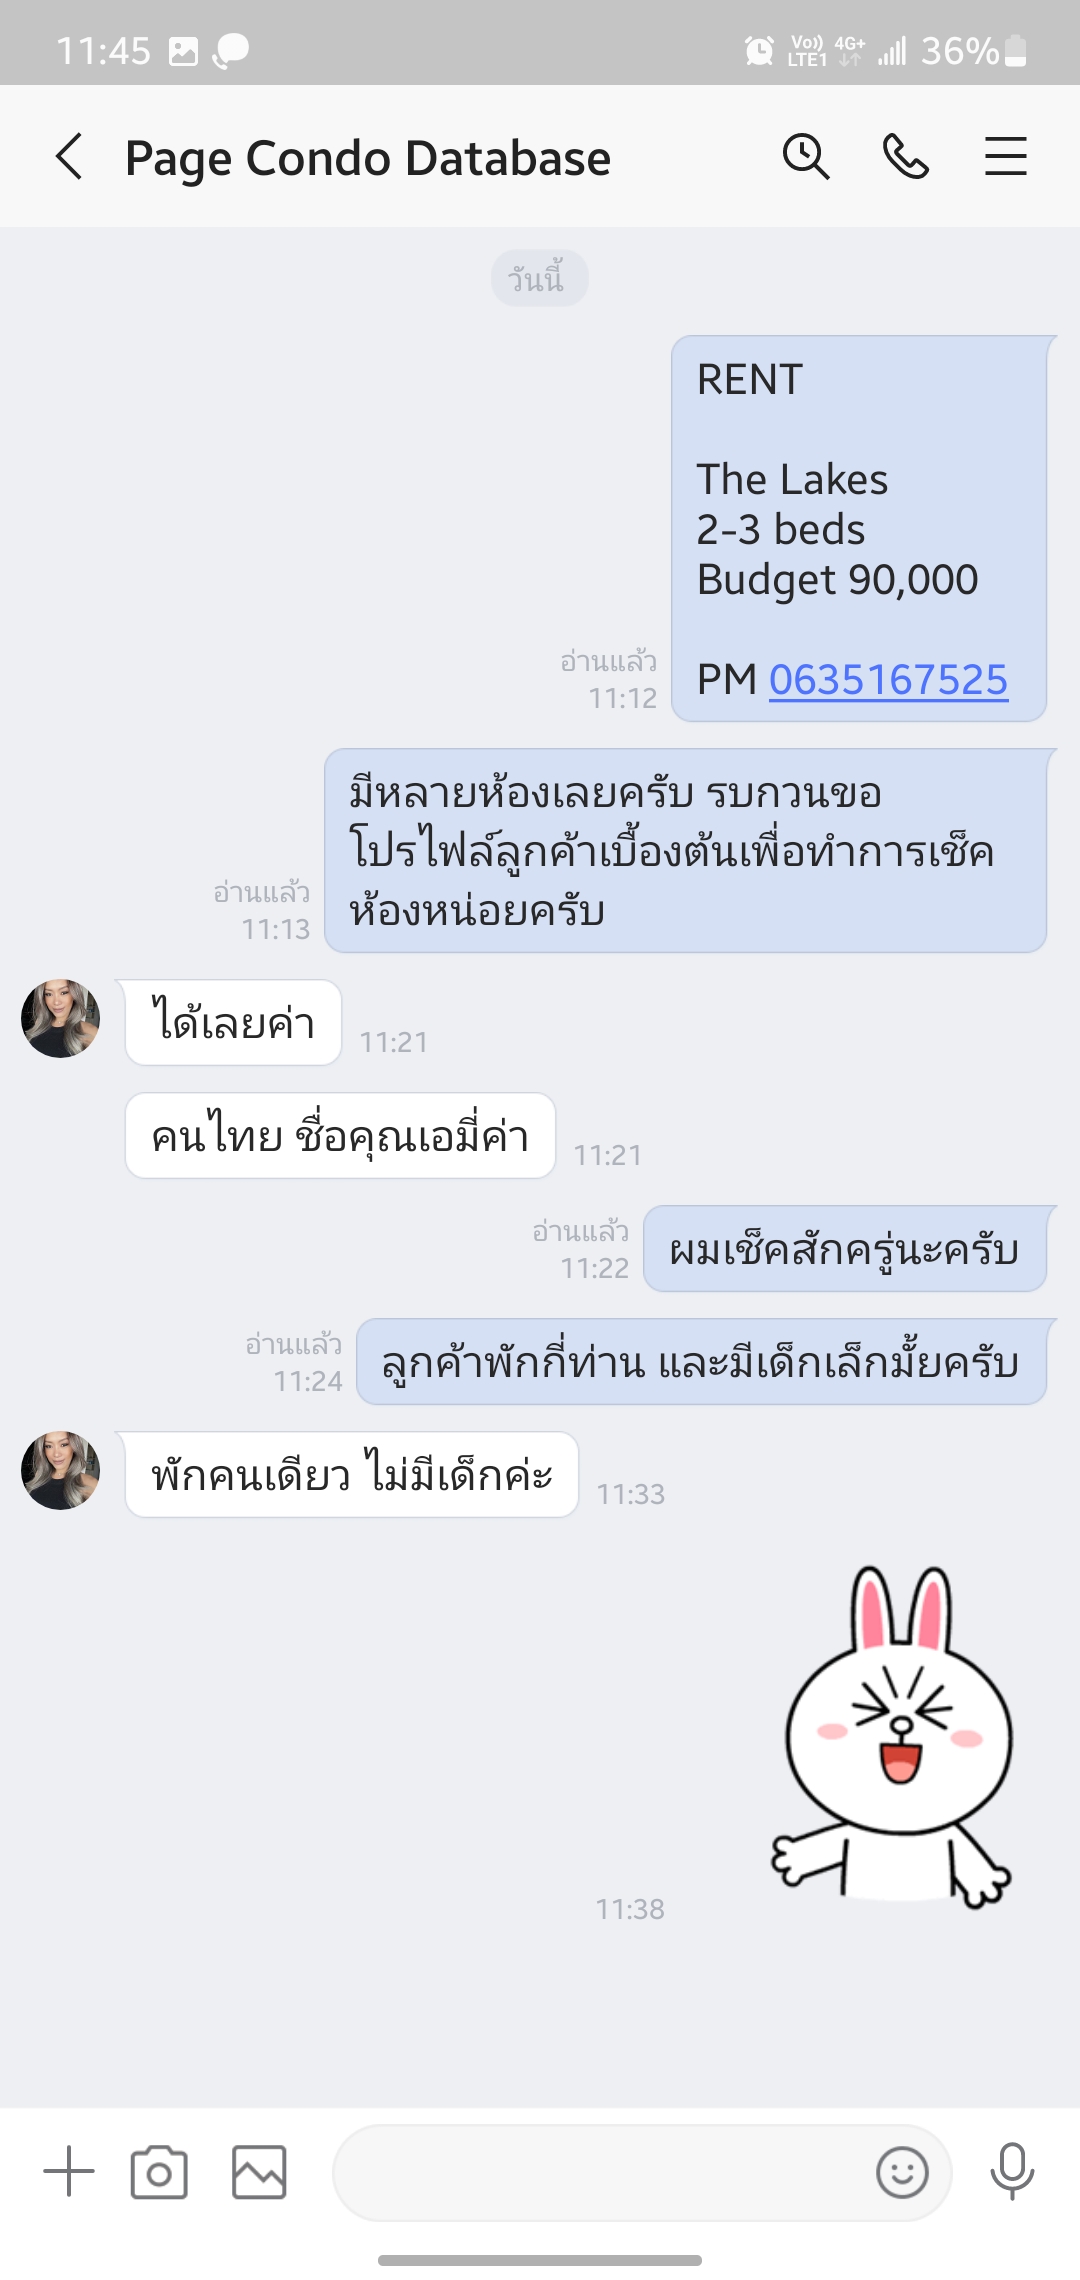 11:45
Vo)) LTE1 4G+ 36%
Page Condo Database
วันนี้
RENT
The Lakes
2-3 beds
Budget 90,000
PM 0635167525
อ่านแล้ว
11:12
มีหลายห้องเลยครับ รบกวนขอ
โปรไฟล์ลูกค้าเบื้องต้นเพื่อทำการเช็ค
ห้องหน่อยครับ
อ่านแล้ว
11:13
ได้เลยค่า
11:21
คนไทย ชื่อคุณเอมี่ค่า
11:21
ผมเช็คสักครู่นะครับ
อ่านแล้ว
11:22
ลูกค้าพักกี่ท่าน และมีเด็กเล็กมั้ยครับ
อ่านแล้ว
11:24
พักคนเดียว ไม่มีเด็กค่ะ
11:33
11:38